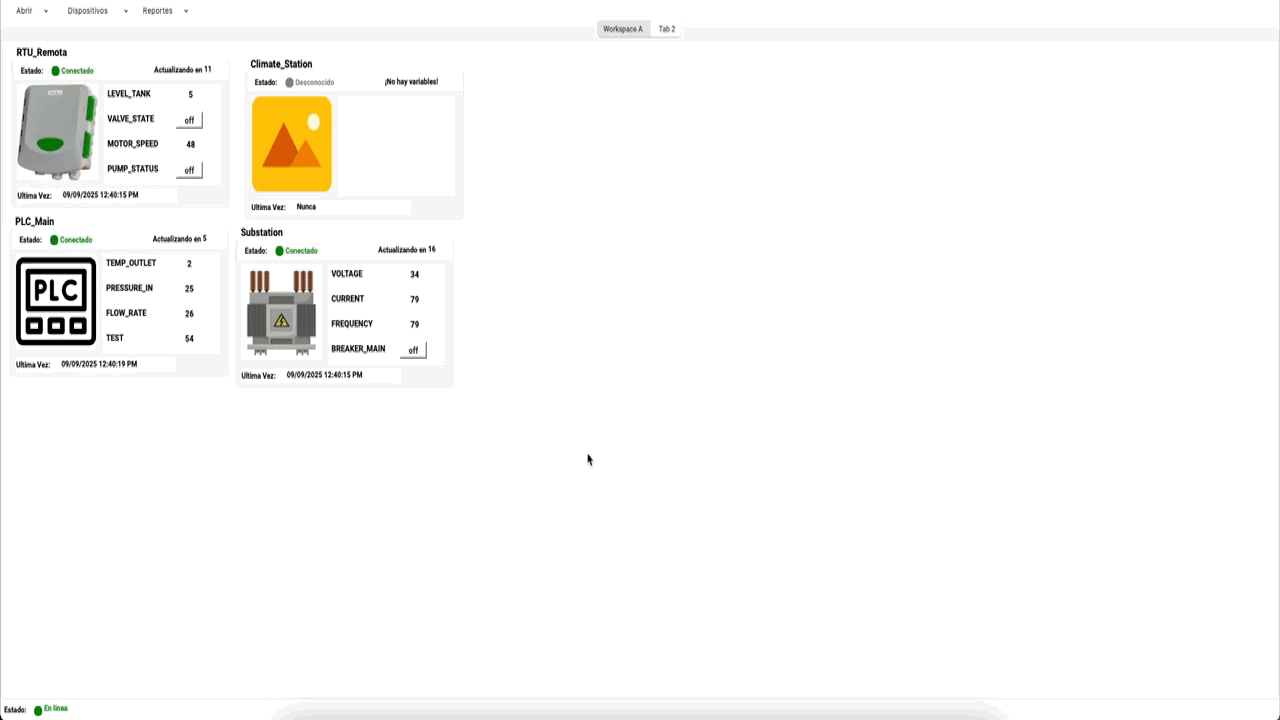 Abrir Dispositivos Reportes
Workspace A Tab 2
RTU_Remota
Estado: Conectado Actualizando en 11
LEVEL_TANK 5
VALVE_STATE off
MOTOR_SPEED 48
PUMP_STATUS off
Ultima Vez: 09/09/2025 12:40:15 PM
Climate_Station
Estado: Desconocido ¡No hay variables!
Ultima Vez: Nunca
PLC_Main
Estado: Conectado Actualizando en 5
PLC
TEMP_OUTLET 2
PRESSURE_IN 25
FLOW_RATE 26
TEST 54
Ultima Vez: 09/09/2025 12:40:19 PM
Substation
Estado: Conectado Actualizando en 16
VOLTAGE 34
CURRENT 79
FREQUENCY 79
BREAKER_MAIN off
Ultima Vez: 09/09/2025 12:40:15 PM
Estado: En línea